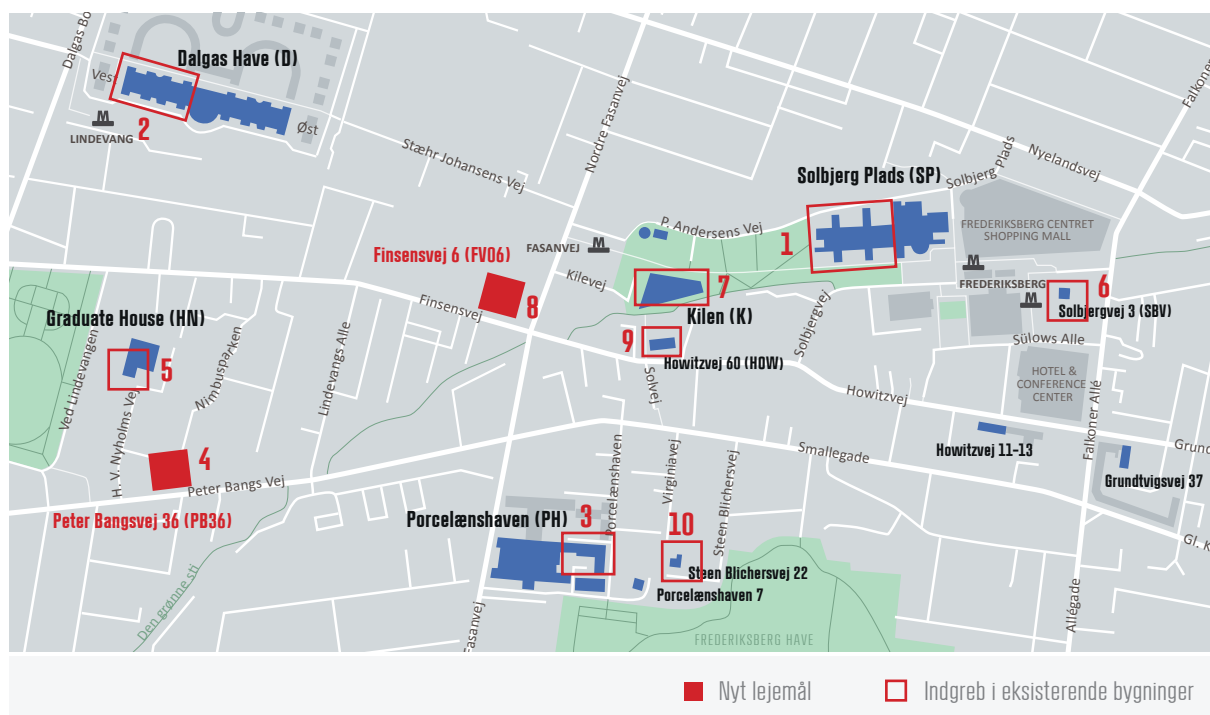 Dalgas Bo
Dalgas Have (D)
Vest
Øst
M
LINDEVANG
2
Stæhr Johansens Vej
Nordre Fasanvej
Falkoner
Nyelandsvej
Solbjerg Plads
Solbjerg Plads (SP)
P. Andersens Vej
FREDERIKSBERG CENTRET
SHOPPING MALL
1
M
FASANVEJ
Finsensvej 6 (FV06)
Kilevej
7
M
FREDERIKSBERG
M
6
Solbjergvej 3 (SBV)
8
Finsensvej
Kilen (K)
Solbjergvej
Graduate House (HN)
9
Sülows Alle
5
Howitzvej 60 (HOW)
Ved Lindevangen
Nimbusparken
Lindevangs Alle
Solvej
HOTEL &
CONFERENCE
CENTER
Howitzvej
H. V. Nyholms Vej
Falkoner Allé
4
Porcelænshaven
Virginiavej
Steen Blichersvej
Smallegade
Howitzvej 11-13
Grund
Grundtvigsvej 37
Peter Bangs Vej
Peter Bangsvej 36 (PB36)
Porcelænshaven (PH)
3
10
Gl. K
Steen Blichersvej 22
Porcelænshaven 7
Den grønne sti
Fasanvej
FREDERIKSBERG HAVE
Allégade
Nyt lejemål
Indgreb i eksisterende bygninger